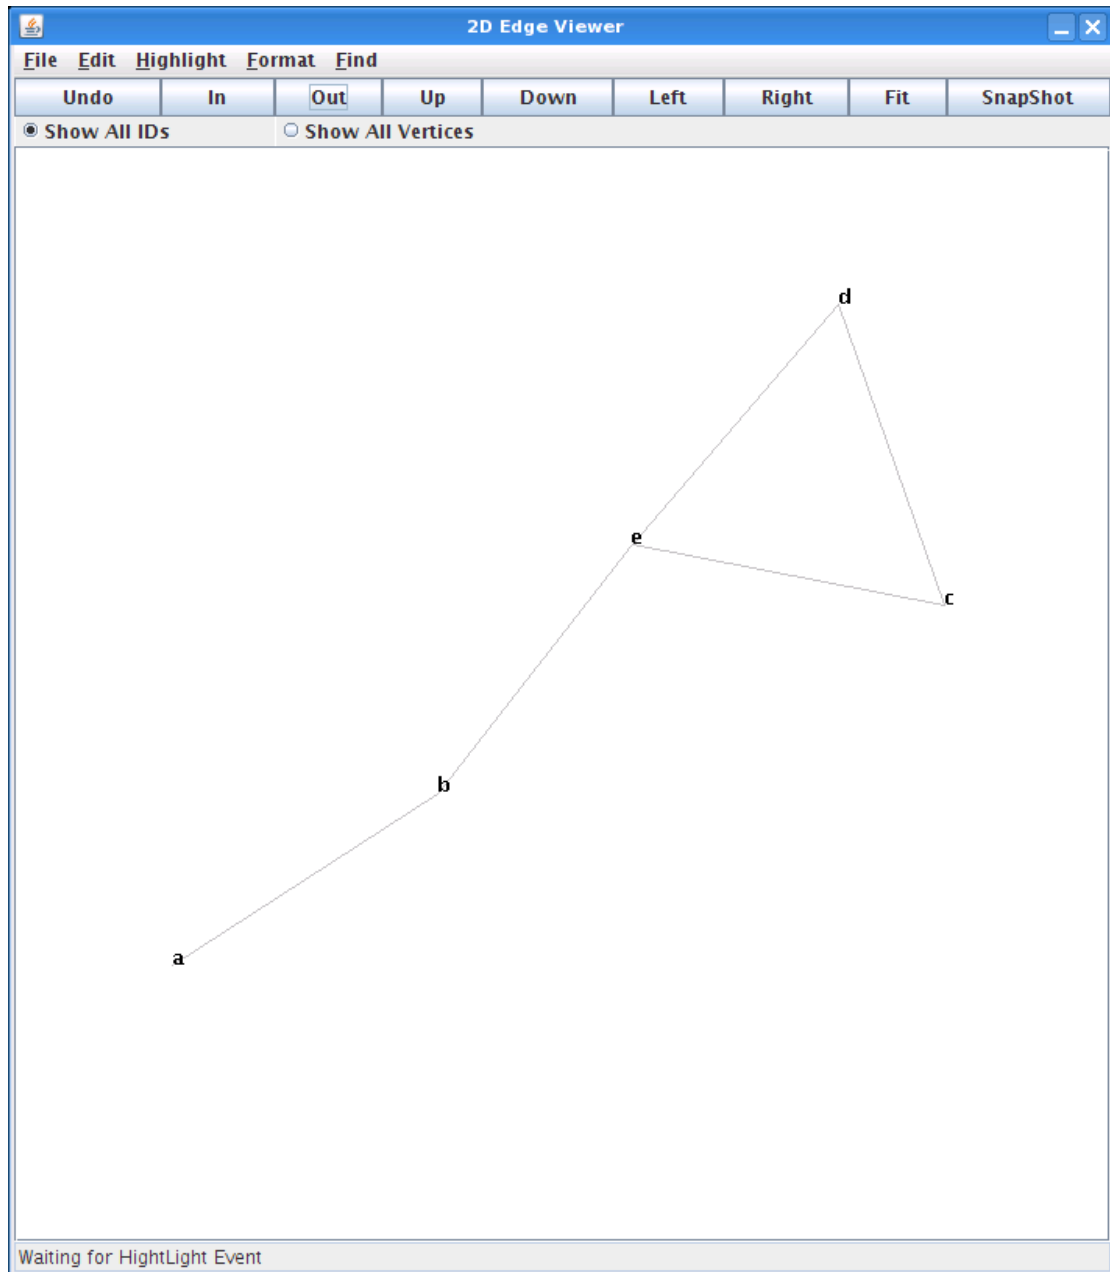 2D Edge Viewer
File Edit Highlight Format Find
Undo In Out Up Down Left Right Fit SnapShot
Show All IDs Show All Vertices
d
e
c
b
a
Waiting for HightLight Event